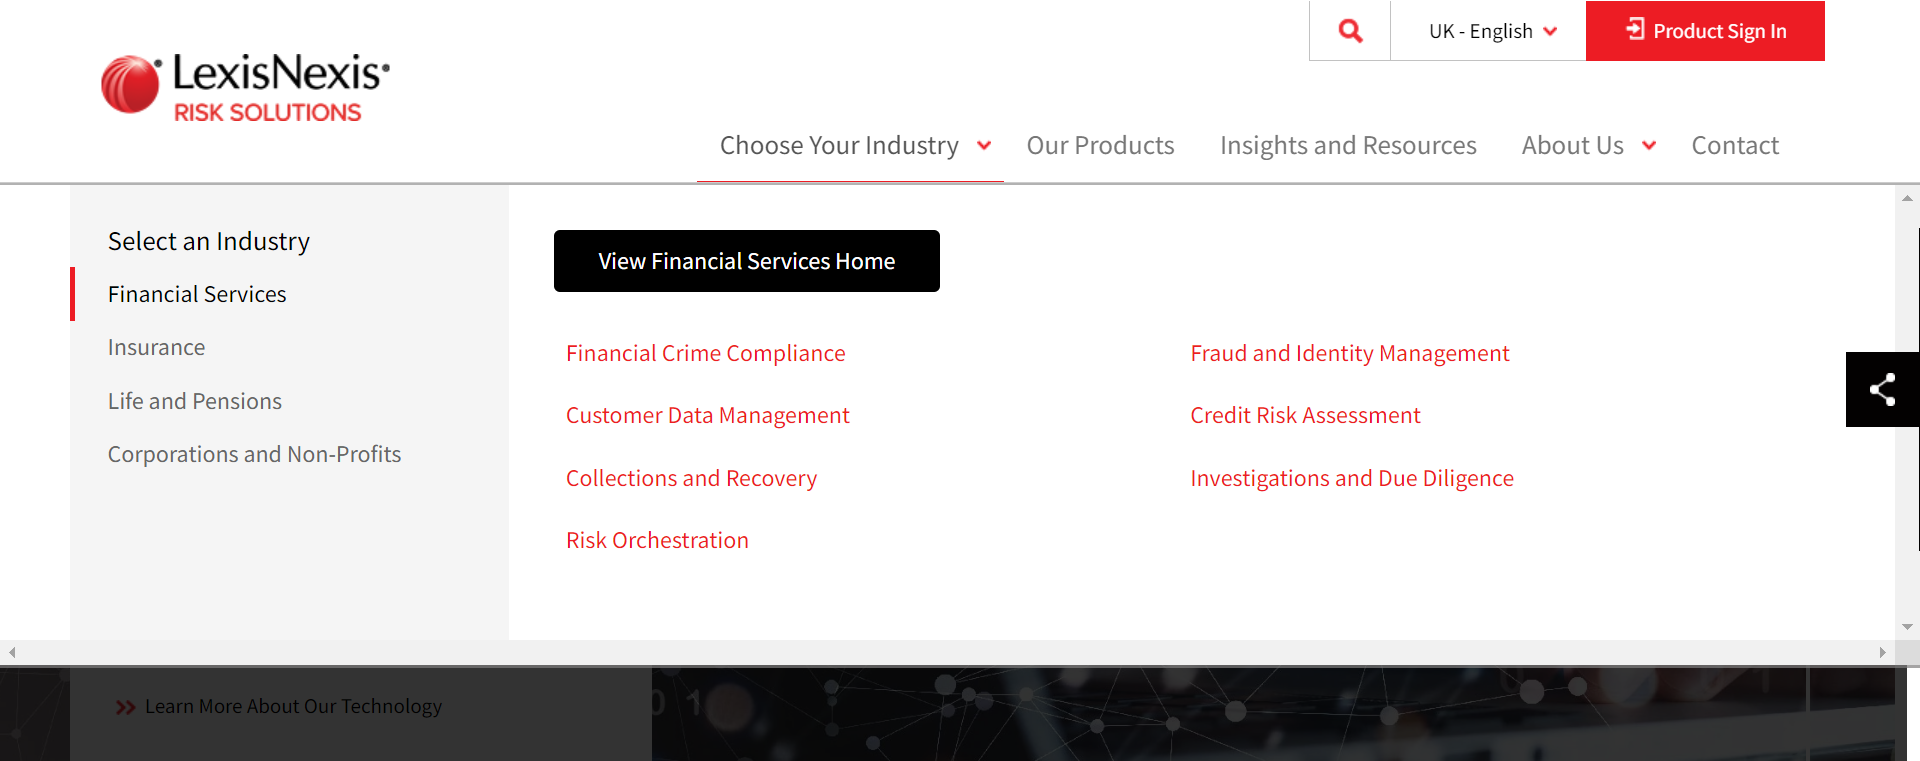 UK - English
Product Sign In
LexisNexis
RISK SOLUTIONS
Choose Your Industry
Our Products
Insights and Resources
About Us
Contact
Select an Industry
Financial Services
Insurance
Life and Pensions
Corporations and Non-Profits
View Financial Services Home
Financial Crime Compliance
Fraud and Identity Management
Customer Data Management
Credit Risk Assessment
Collections and Recovery
Investigations and Due Diligence
Risk Orchestration
Learn More About Our Technology
0 1